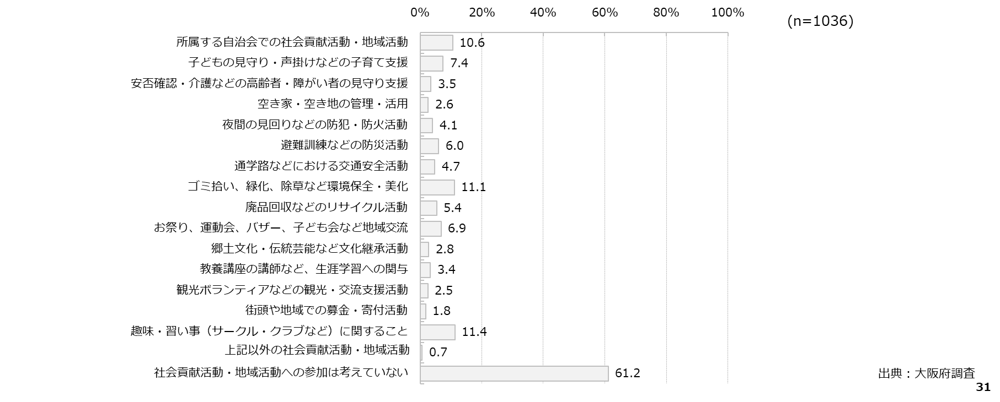 0% 20% 40% 60% 80% 100%
(n=1036)
所属する自治会での社会貢献活動・地域活動 10.6
子どもの見守り・声掛けなどの子育て支援 7.4
安否確認・介護などの高齢者・障がい者の見守り支援 3.5
空き家・空き地の管理・活用 2.6
夜間の見回りなどの防犯・防火活動 4.1
避難訓練などの防災活動 6.0
通学路などにおける交通安全活動 4.7
ゴミ拾い、緑化、除草など環境保全・美化 11.1
廃品回収などのリサイクル活動 5.4
お祭り、運動会、バザー、子ども会など地域交流 6.9
郷土文化・伝統芸能など文化継承活動 2.8
教養講座の講師など、生涯学習への関与 3.4
観光ボランティアなどの観光・交流支援活動 2.5
街頭や地域での募金・寄付活動 1.8
趣味・習い事（サークル・クラブなど）に関すること 11.4
上記以外の社会貢献活動・地域活動 0.7
社会貢献活動・地域活動への参加は考えていない 61.2
出典：大阪府調査
31